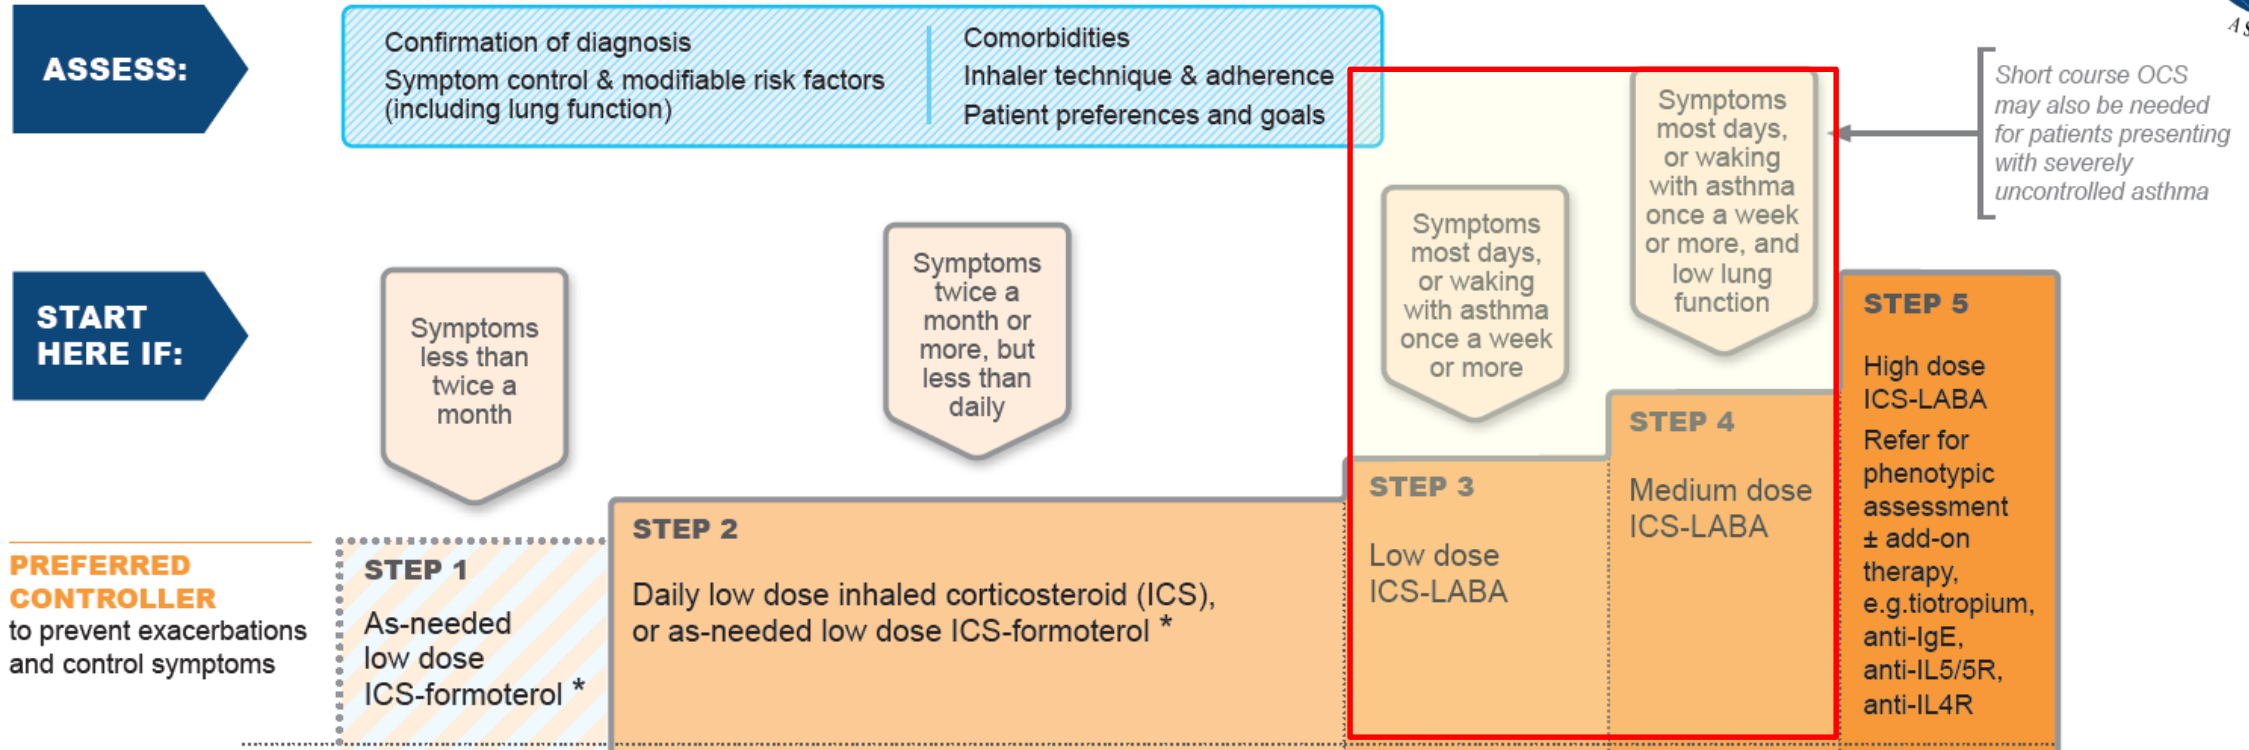 ASSESS:
Confirmation of diagnosis
Symptom control & modifiable risk factors
(including lung function)
Comorbidities
Inhaler technique & adherence
Patient preferences and goals
Short course OCS
may also be needed
for patients presenting
with severely
uncontrolled asthma
START
HERE IF:
Symptoms
less than
twice a
month
Symptoms
twice a
month or
more, but
less than
daily
Symptoms
most days,
or waking
with asthma
once a week
or more
Symptoms
most days,
or waking
with asthma
once a week
or more, and
low lung
function
PREFERRED
CONTROLLER
to prevent exacerbations
and control symptoms
STEP 1
As-needed
low dose
ICS-formoterol *
STEP 2
Daily low dose inhaled corticosteroid (ICS),
or as-needed low dose ICS-formoterol *
STEP 3
Low dose
ICS-LABA
STEP 4
Medium dose
ICS-LABA
STEP 5
High dose
ICS-LABA
Refer for
phenotypic
assessment
± add-on
therapy,
e.g.tiotropium,
anti-IgE,
anti-IL5/5R,
anti-IL4R